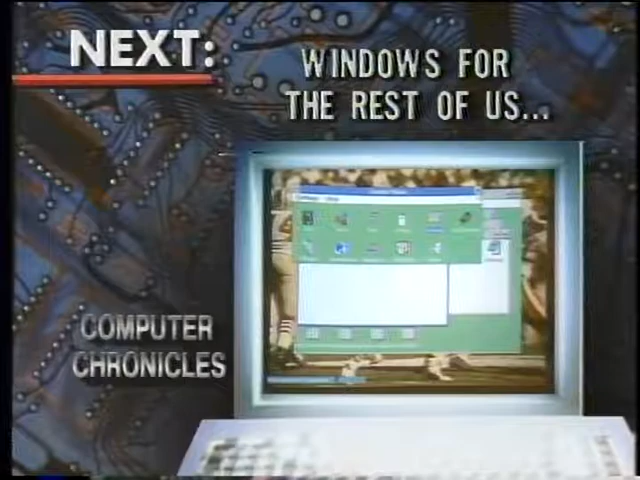 NEXT:
WINDOWS FOR
THE REST OF US...
COMPUTER
CHRONICLES